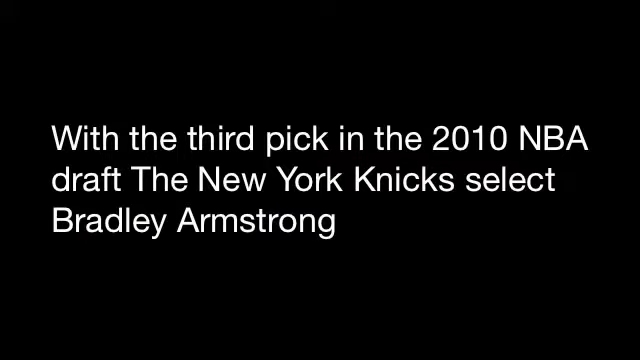 With the third pick in the 2010 NBA
draft The New York Knicks select
Bradley Armstrong